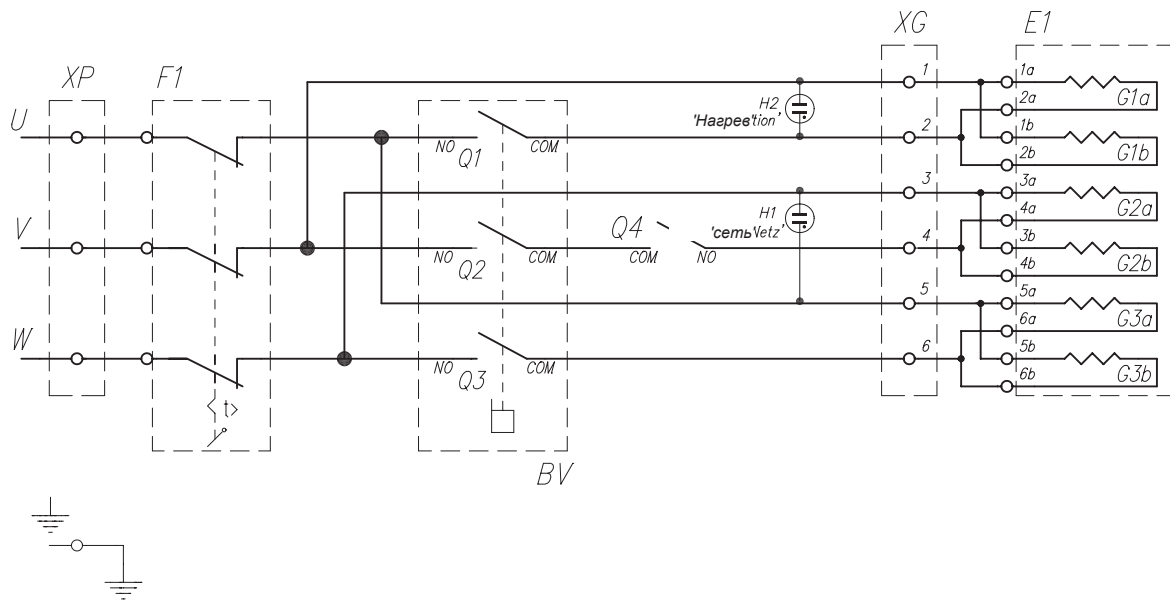 XP
F1
XG
E1
U
V
W
NO
Q1
COM
NO
Q2
COM
Q4
COM
NO
NO
Q3
COM
t
BV
H2
'Нагрев'tion'
H1
'сеть'Netz'
1
2
3
4
5
6
1a
2a
1b
2b
3a
4a
3b
4b
5a
6a
5b
6b
G1a
G1b
G2a
G2b
G3a
G3b